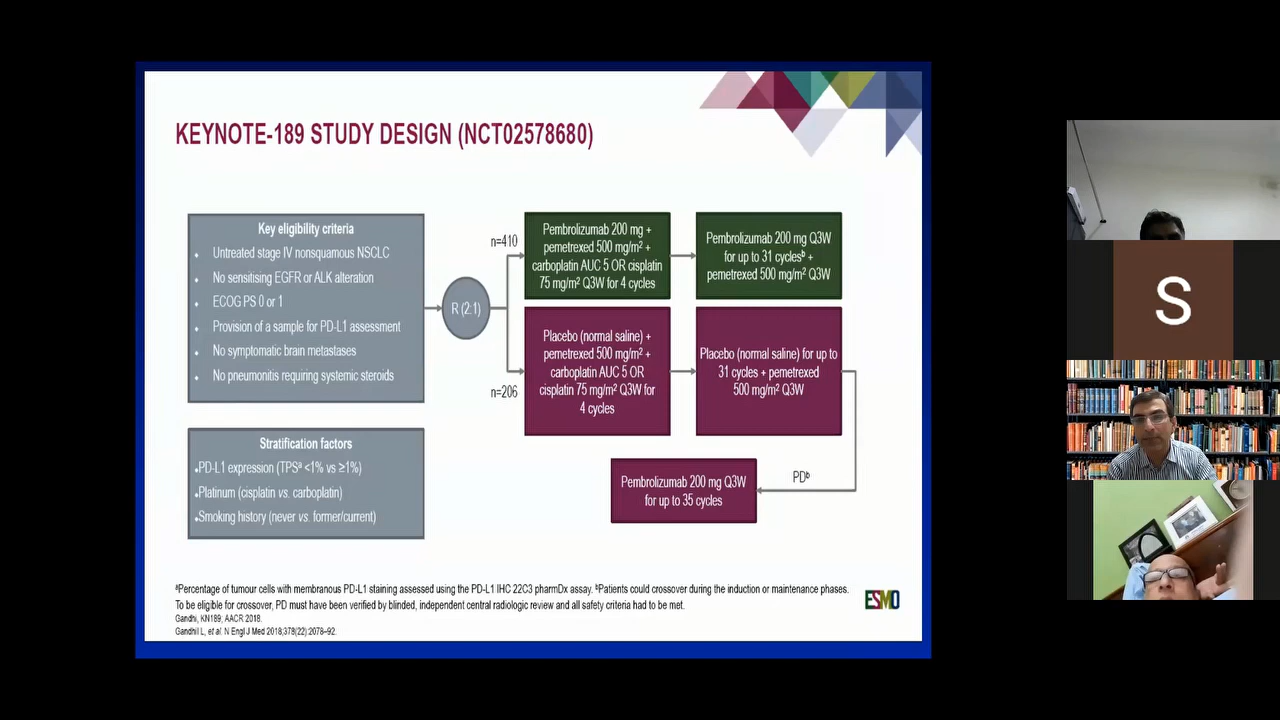 KEYNOTE-189 STUDY DESIGN (NCT02578680)
Key eligibility criteria
• Untreated stage IV nonsquamous NSCLC
• No sensitising EGFR or ALK alteration
• ECOG PS 0 or 1
• Provision of a sample for PD-L1 assessment
• No symptomatic brain metastases
• No pneumonitis requiring systemic steroids
Stratification factors
•PD-L1 expression (TPSᵃ <1% vs ≥1%)
•Platinum (cisplatin vs. carboplatin)
•Smoking history (never vs. former/current)
R (2:1)
n=410
Pembrolizumab 200 mg +
pemetrexed 500 mg/m² +
carboplatin AUC 5 OR cisplatin
75 mg/m² Q3W for 4 cycles
Pembrolizumab 200 mg Q3W
for up to 31 cyclesᵇ +
pemetrexed 500 mg/m² Q3W
n=206
Placebo (normal saline) +
pemetrexed 500 mg/m² +
carboplatin AUC 5 OR
cisplatin 75 mg/m² Q3W for
4 cycles
Placebo (normal saline) for up to
31 cycles + pemetrexed
500 mg/m² Q3W
PDᵇ
Pembrolizumab 200 mg Q3W
for up to 35 cycles
ᵃPercentage of tumour cells with membranous PD-L1 staining assessed using the PD-L1 IHC 22C3 pharmDx assay. ᵇPatients could crossover during the induction or maintenance phases.
To be eligible for crossover, PD must have been verified by blinded, independent central radiologic review and all safety criteria had to be met.
Gandhi, KN189, AACR 2018.
Gandhil L, et al. N Engl J Med 2018;378(22):2078–92.
ESMO
S